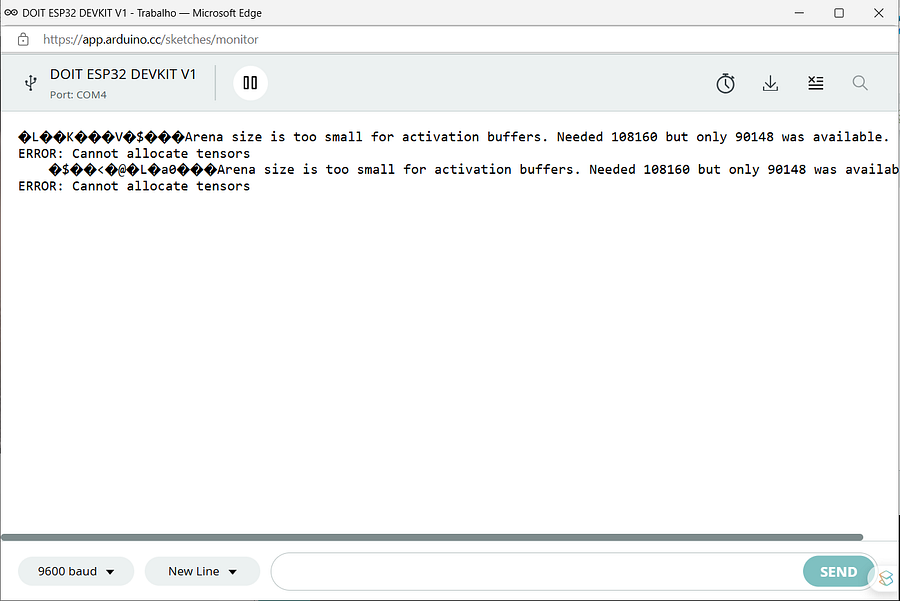 DOIT ESP32 DEVKIT V1 - Trabalho — Microsoft Edge
https://app.arduino.cc/sketches/monitor
DOIT ESP32 DEVKIT V1
Port: COM4
�L��K���V�$���Arena size is too small for activation buffers. Needed 108160 but only 90148 was available.
ERROR: Cannot allocate tensors
�$��<�@�L�a0���Arena size is too small for activation buffers. Needed 108160 but only 90148 was availab
ERROR: Cannot allocate tensors
9600 baud
New Line
SEND